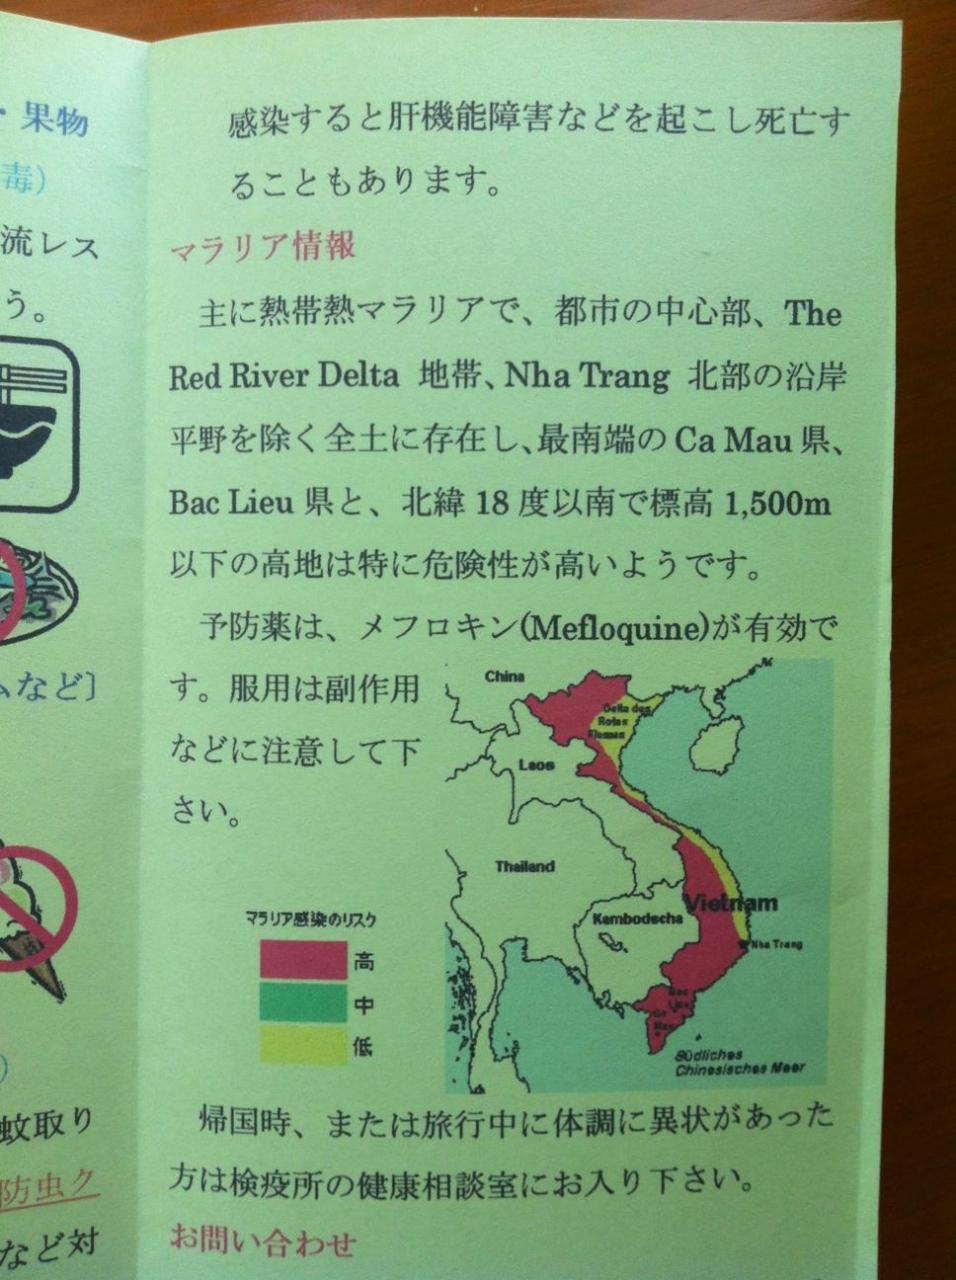 ・果物
毒)
流レス
う。
ムなど〕
)
蚊取り
防虫ク
など対
感染すると肝機能障害などを起こし死亡す
ることもあります。
マラリア情報
主に熱帯熱マラリアで、都市の中心部、The
Red River Delta 地帯、Nha Trang 北部の沿岸
平野を除く全土に存在し、最南端の Ca Mau 県、
Bac Lieu 県と、北緯 18 度以南で標高 1,500m
以下の高地は特に危険性が高いようです。
予防薬は、メフロキン(Mefloquine)が有効で
す。服用は副作用
などに注意して下
さい。
マラリア感染のリスク
高
中
低
China
Delta des
Roten
Flusses
Laos
Thailand
Vietnam
Kambodscha
Nha Trang
Bac
Lieu
Ca
Mau
Südliches
Chinesisches Meer
帰国時、または旅行中に体調に異状があった
方は検疫所の健康相談室にお入り下さい。
お問い合わせ